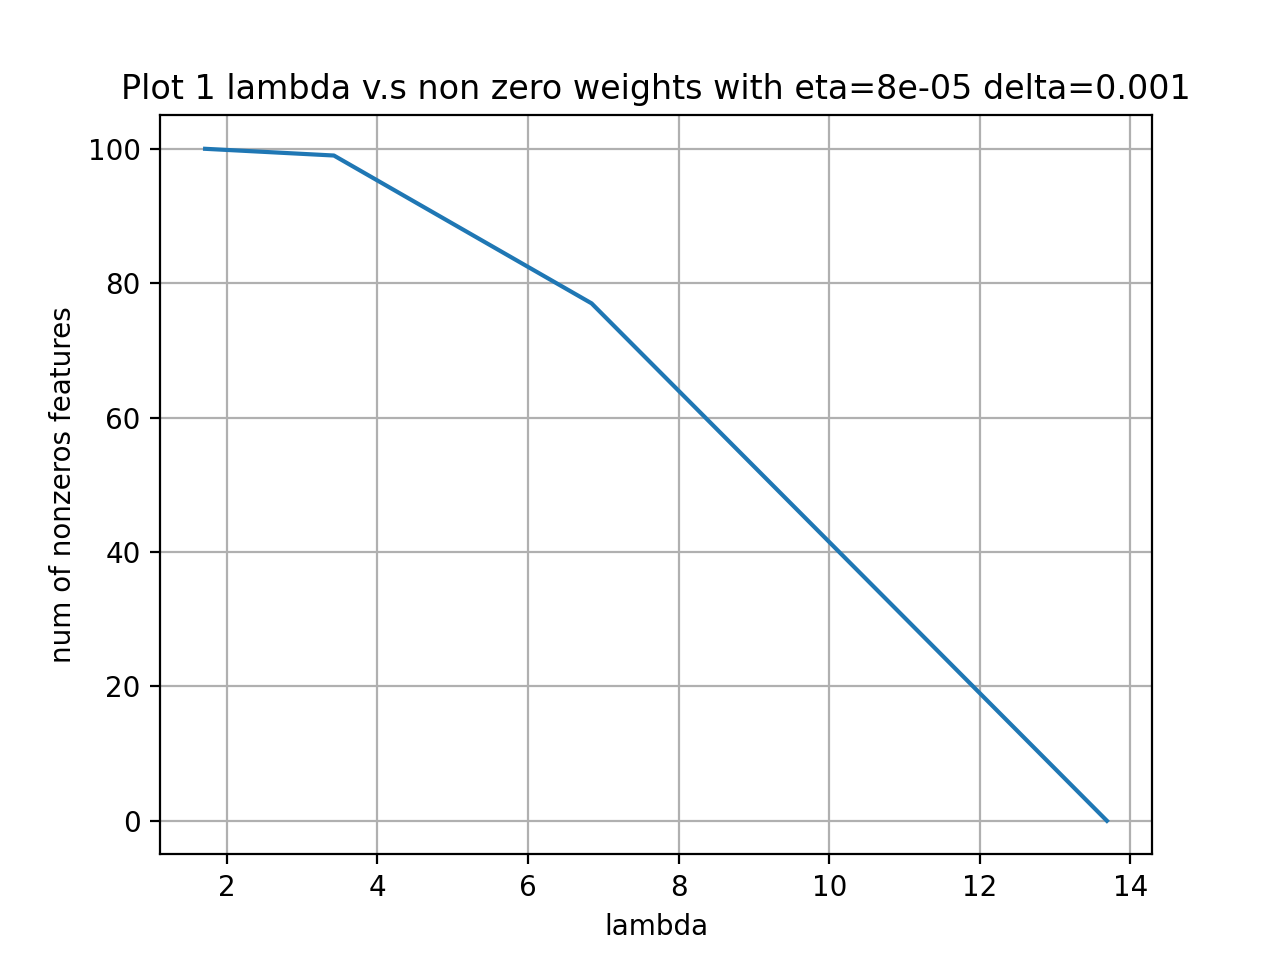 Plot 1 lambda v.s non zero weights with eta=8e-05 delta=0.001
100
80
60
40
20
0
num of nonzeros features
2 4 6 8 10 12 14
lambda